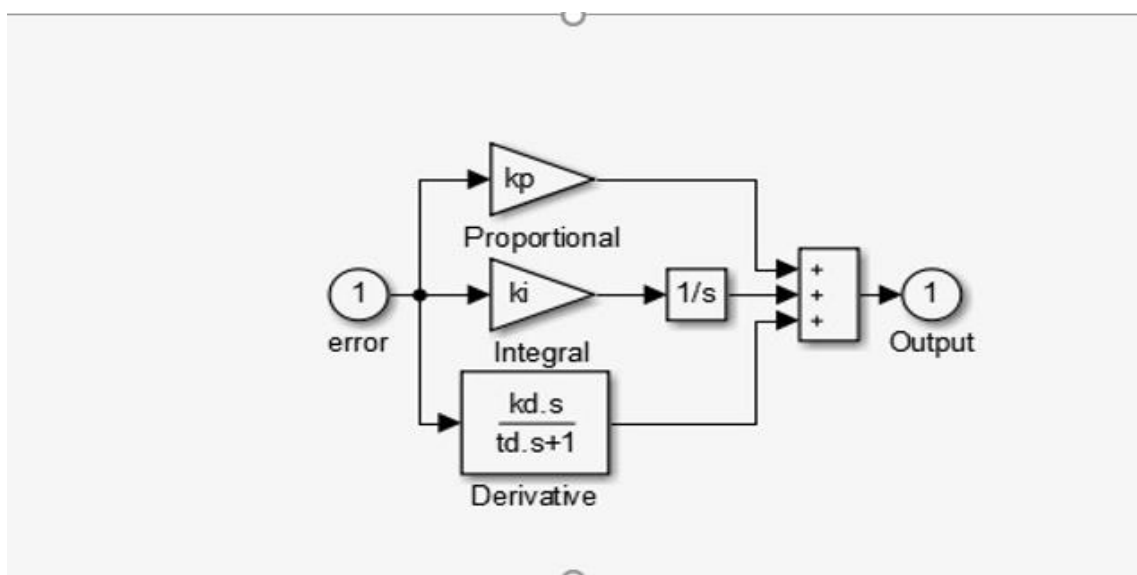 kp
Proportional
1
error
ki
Integral
1/s
+
+
+
1
Output
kd.s
td.s+1
Derivative